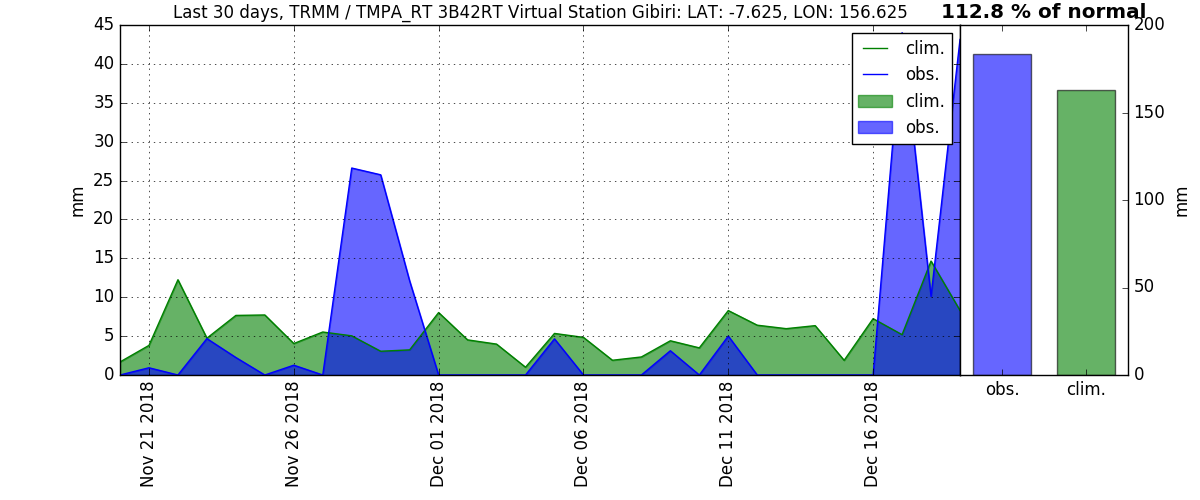 Last 30 days, TRMM / TMPA_RT 3B42RT Virtual Station Gibiri: LAT: -7.625, LON: 156.625
112.8 % of normal
45
40
35
30
25
20
15
10
5
0
mm
clim.
obs.
clim.
obs.
200
150
100
50
0
mm
obs.
clim.
Nov 21 2018
Nov 26 2018
Dec 01 2018
Dec 06 2018
Dec 11 2018
Dec 16 2018